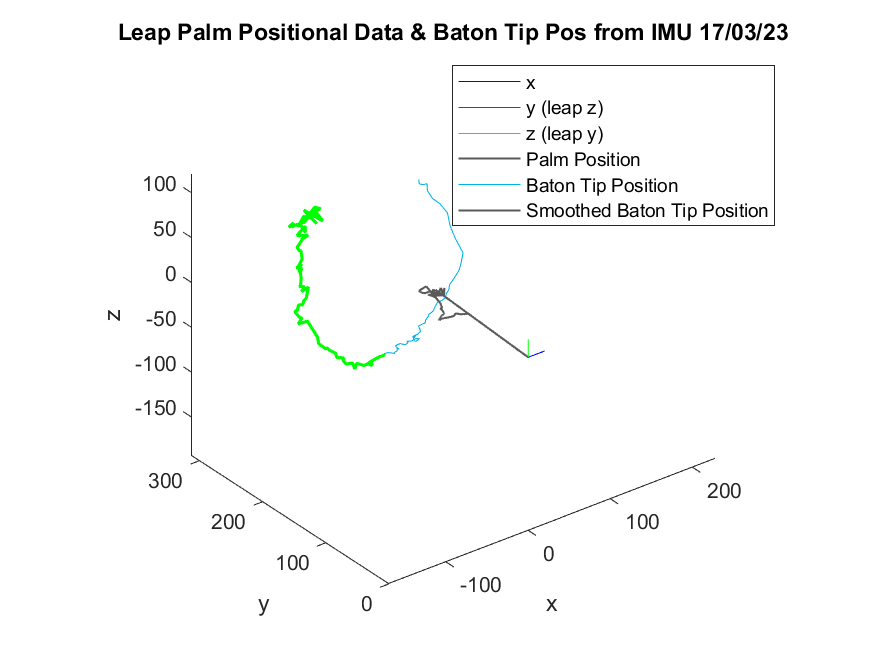 Leap Palm Positional Data & Baton Tip Pos from IMU 17/03/23
x
y (leap z)
z (leap y)
Palm Position
Baton Tip Position
Smoothed Baton Tip Position
100
50
0
-50
-100
-150
z
300
200
100
0
y
-100
0
100
200
x